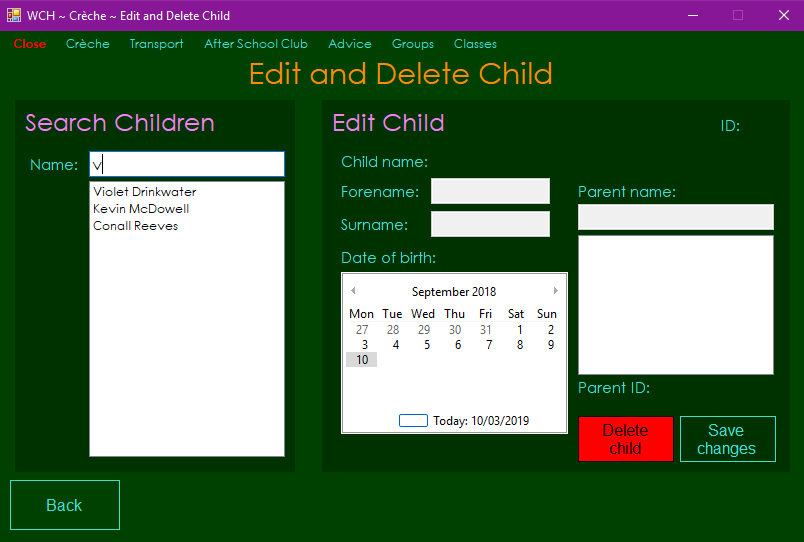 WCH ~ Crèche ~ Edit and Delete Child
Close Crèche Transport After School Club Advice Groups Classes
Edit and Delete Child
Search Children
Name: v
Violet Drinkwater
Kevin McDowell
Conall Reeves
Edit Child
ID:
Child name:
Forename:
Surname:
Date of birth:
September 2018
Mon Tue Wed Thu Fri Sat Sun
27 28 29 30 31 1 2
3 4 5 6 7 8 9
10
Today: 10/03/2019
Parent name:
Parent ID:
Delete
child
Save
changes
Back